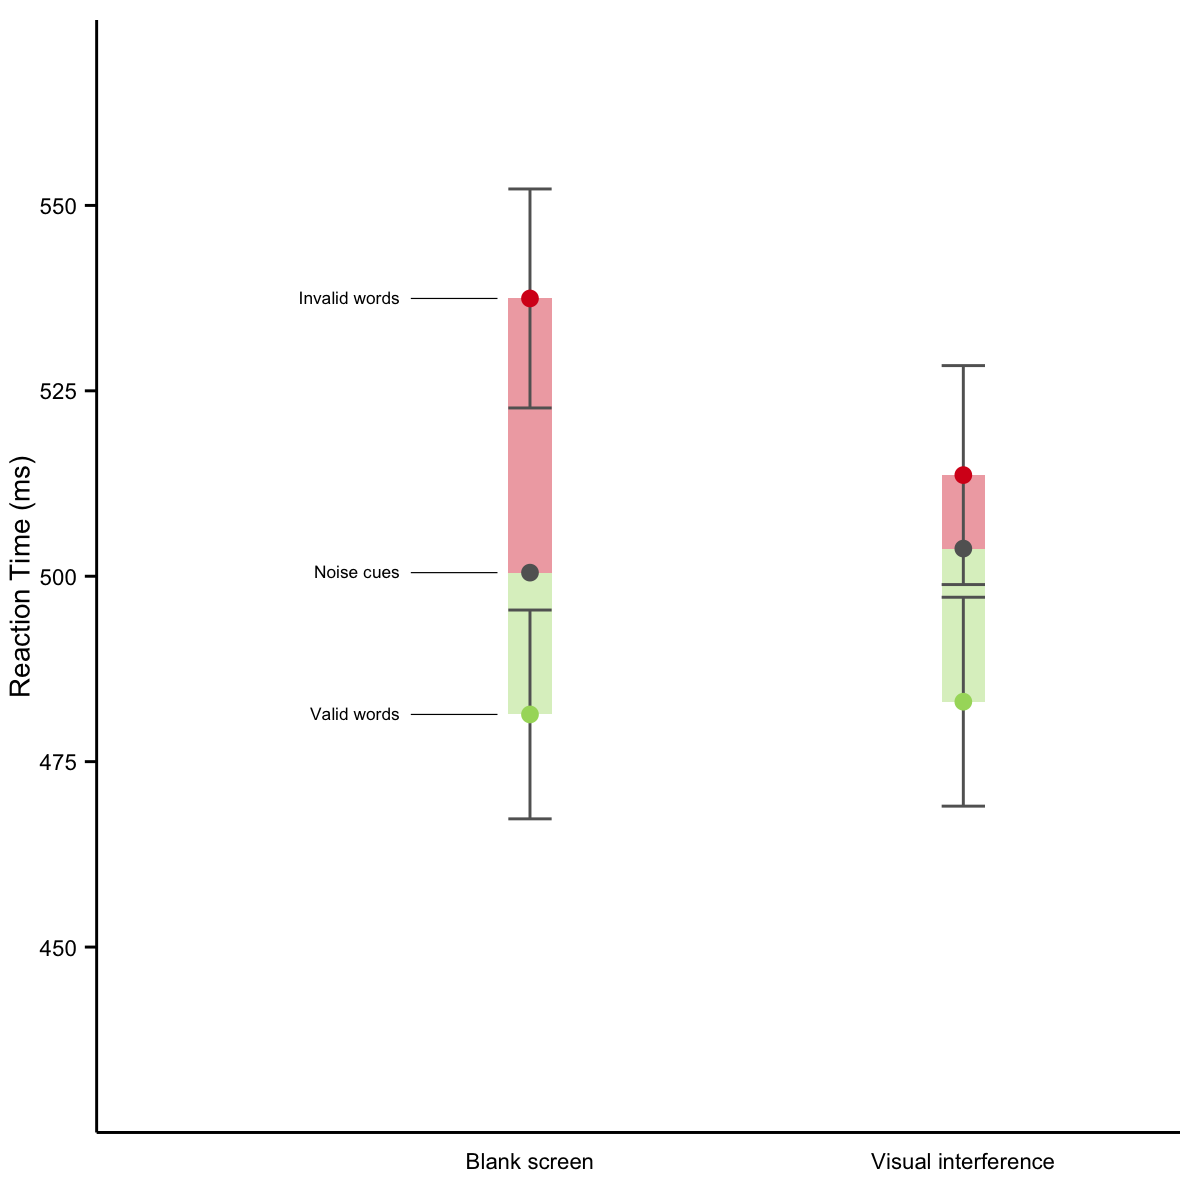 Reaction Time (ms)
550
525
500
475
450
Invalid words
Noise cues
Valid words
Blank screen
Visual interference